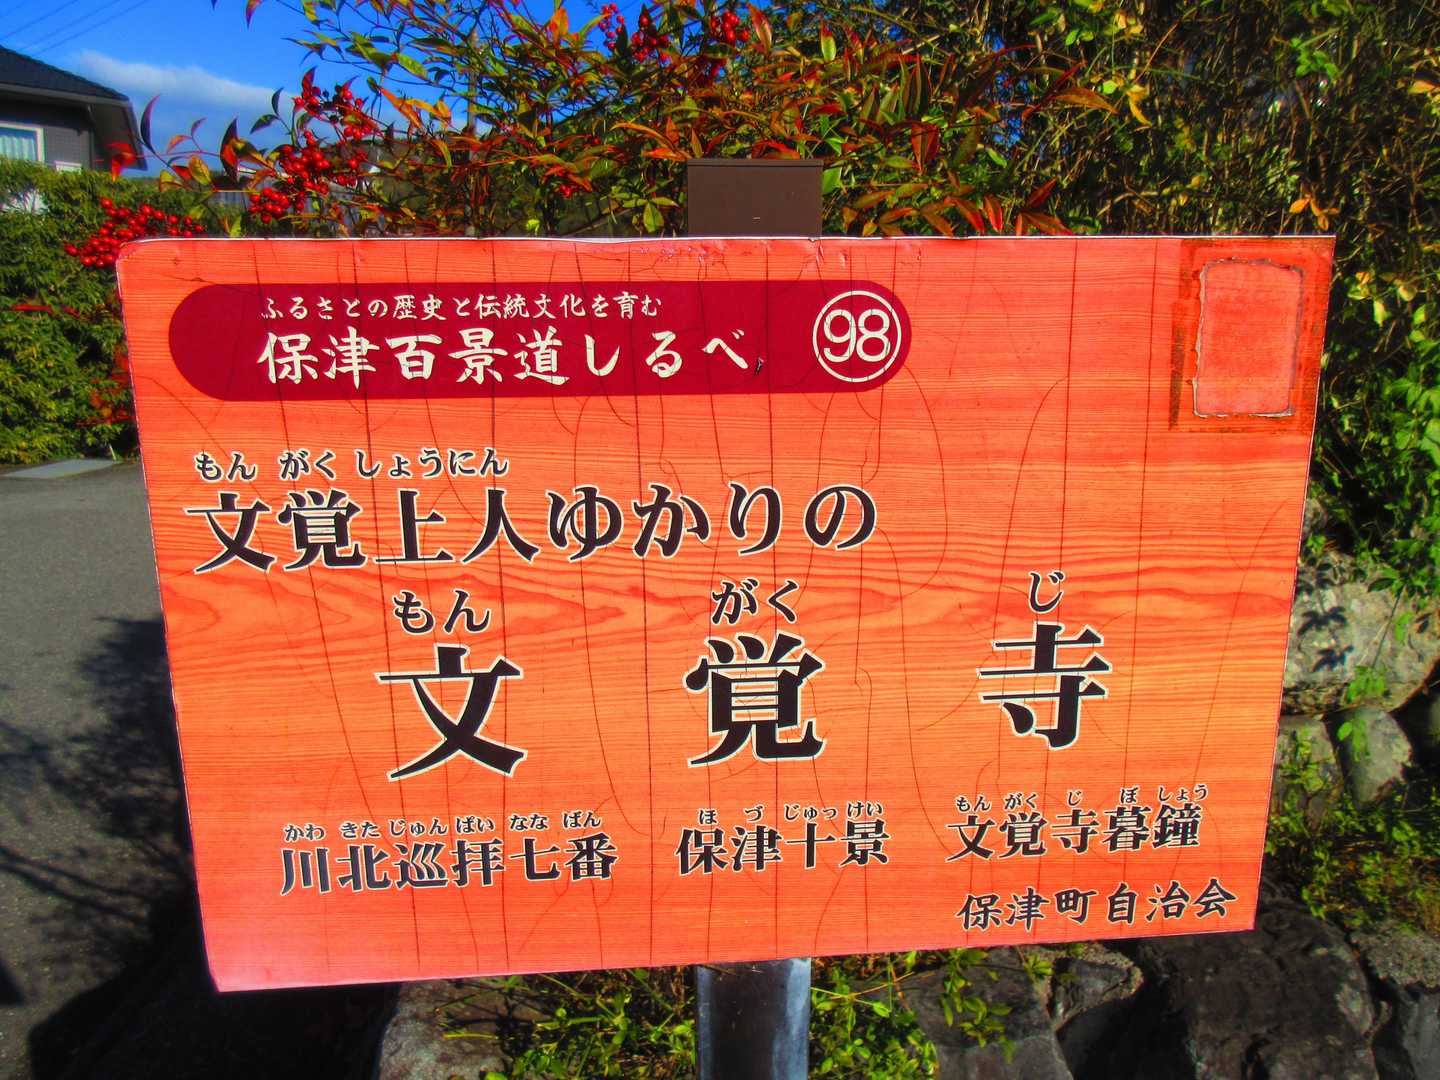 ふるさとの歴史と伝統文化を育む
保津百景道しるべ 98
もん がく しょうにん
文覚上人ゆかりの
もん がく じ
文覚寺
かわ きた じゅん ぱい なな ばん ほ づ じゅっ けい もん がく じ ぼ しょう
川北巡拝七番 保津十景 文覚寺暮鐘
保津町自治会